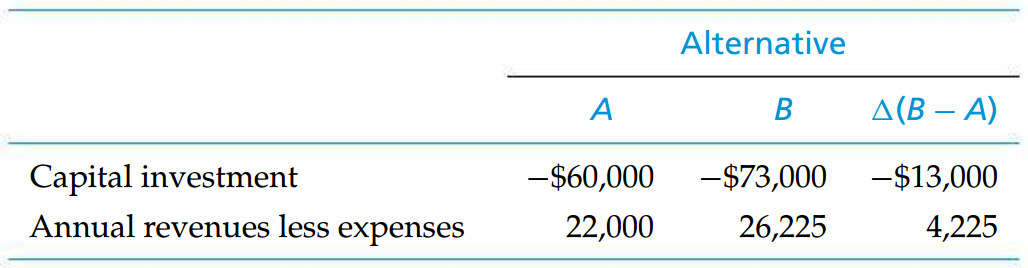 Alternative
A B Δ(B – A)
Capital investment –$60,000 –$73,000 –$13,000
Annual revenues less expenses 22,000 26,225 4,225